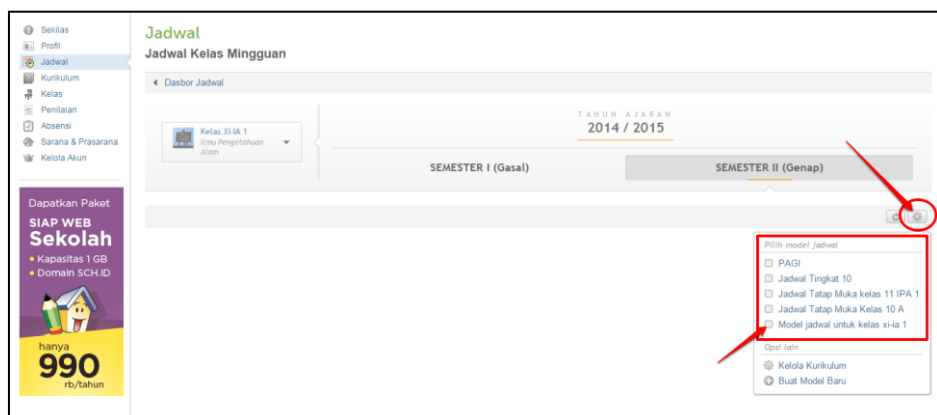 Sekilas
Profil
Jadwal
Kurikulum
Kelas
Penilaian
Absensi
Sarana & Prasarana
Kelola Akun
Dapatkan Paket
SIAP WEB
Sekolah
• Kapasitas 1 GB
• Domain SCH.ID
hanya
990
rb/tahun
Jadwal
Jadwal Kelas Mingguan
Dasbor Jadwal
Kelas XI-IA 1
Ilmu Pengetahuan
Alam
TAHUN AJARAN
2014 / 2015
SEMESTER I (Gasal)
SEMESTER II (Genap)
Pilih model jadwal
PAGI
Jadwal Tingkat 10
Jadwal Tatap Muka kelas 11 IPA 1
Jadwal Tatap Muka Kelas 10 A
Model jadwal untuk kelas xi-ia 1
Opsi lain
Kelola Kurikulum
Buat Model Baru